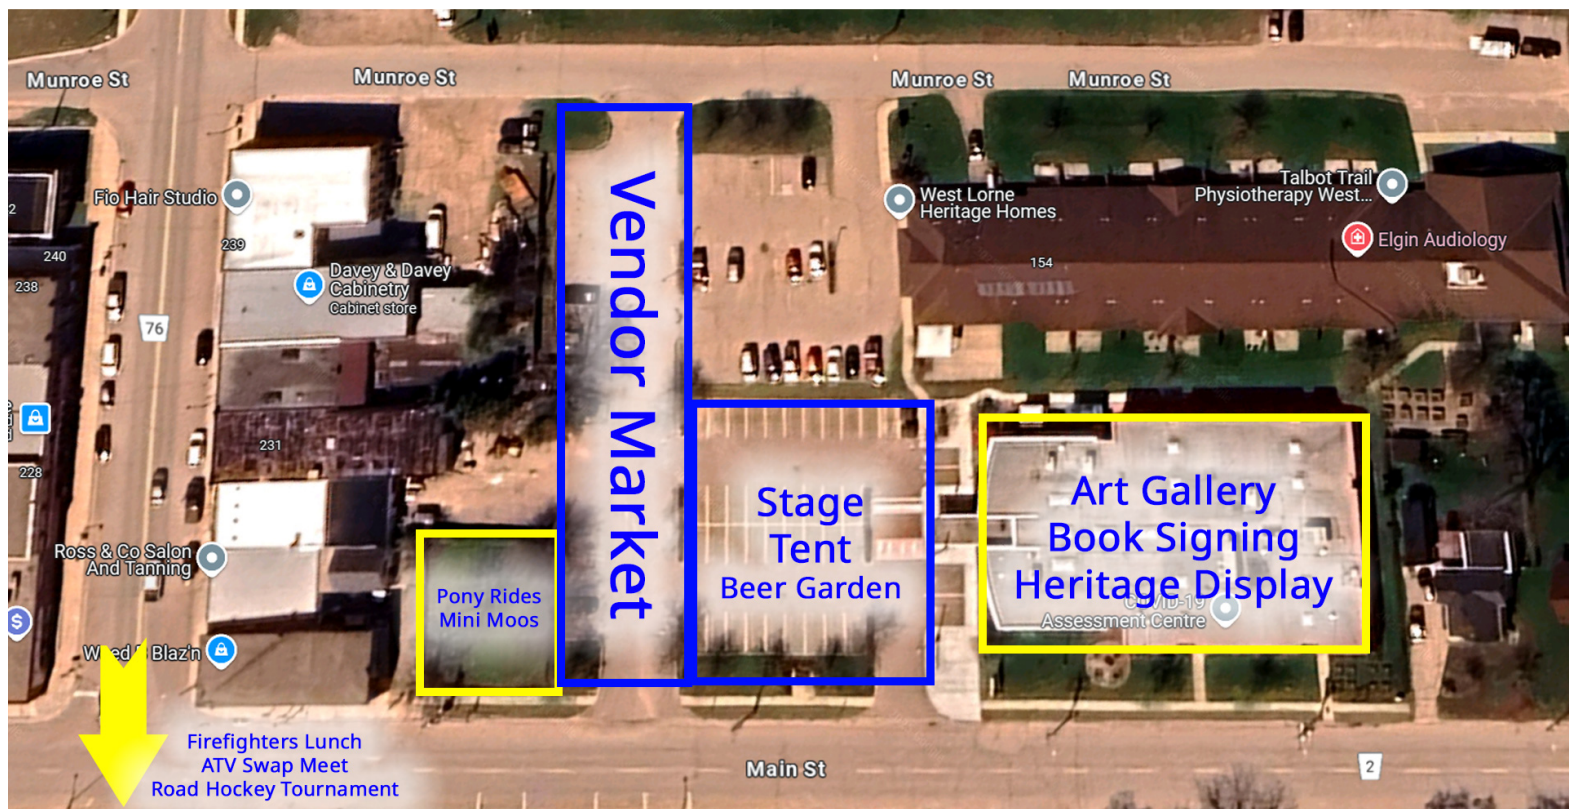 Munroe St
Munroe St
Munroe St
Munroe St
Fio Hair Studio
2
239
240
238
Davey & Davey
Cabinetry
Cabinet store
76
231
228
Ross & Co Salon
And Tanning
$
Vendor Market
West Lorne
Heritage Homes
154
Talbot Trail
Physiotherapy West...
Elgin Audiology
Stage
Tent
Beer Garden
Art Gallery
Book Signing
Heritage Display
COVID-19
Assessment Centre
Pony Rides
Mini Moos
Firefighters Lunch
ATV Swap Meet
Road Hockey Tournament
Main St
2